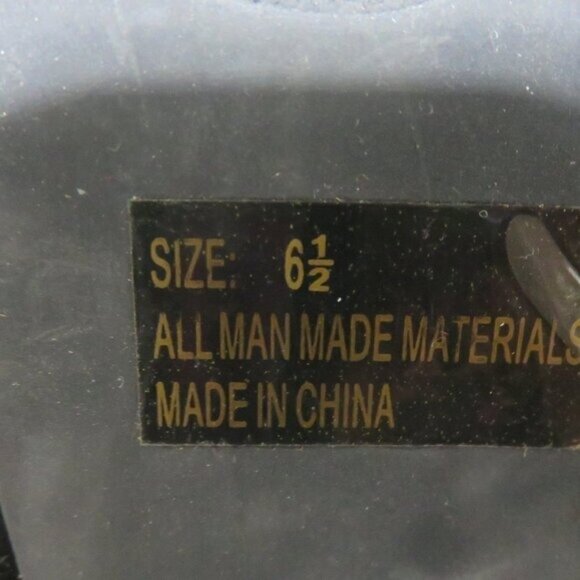 SIZE: 6½
ALL MAN MADE MATERIALS
MADE IN CHINA